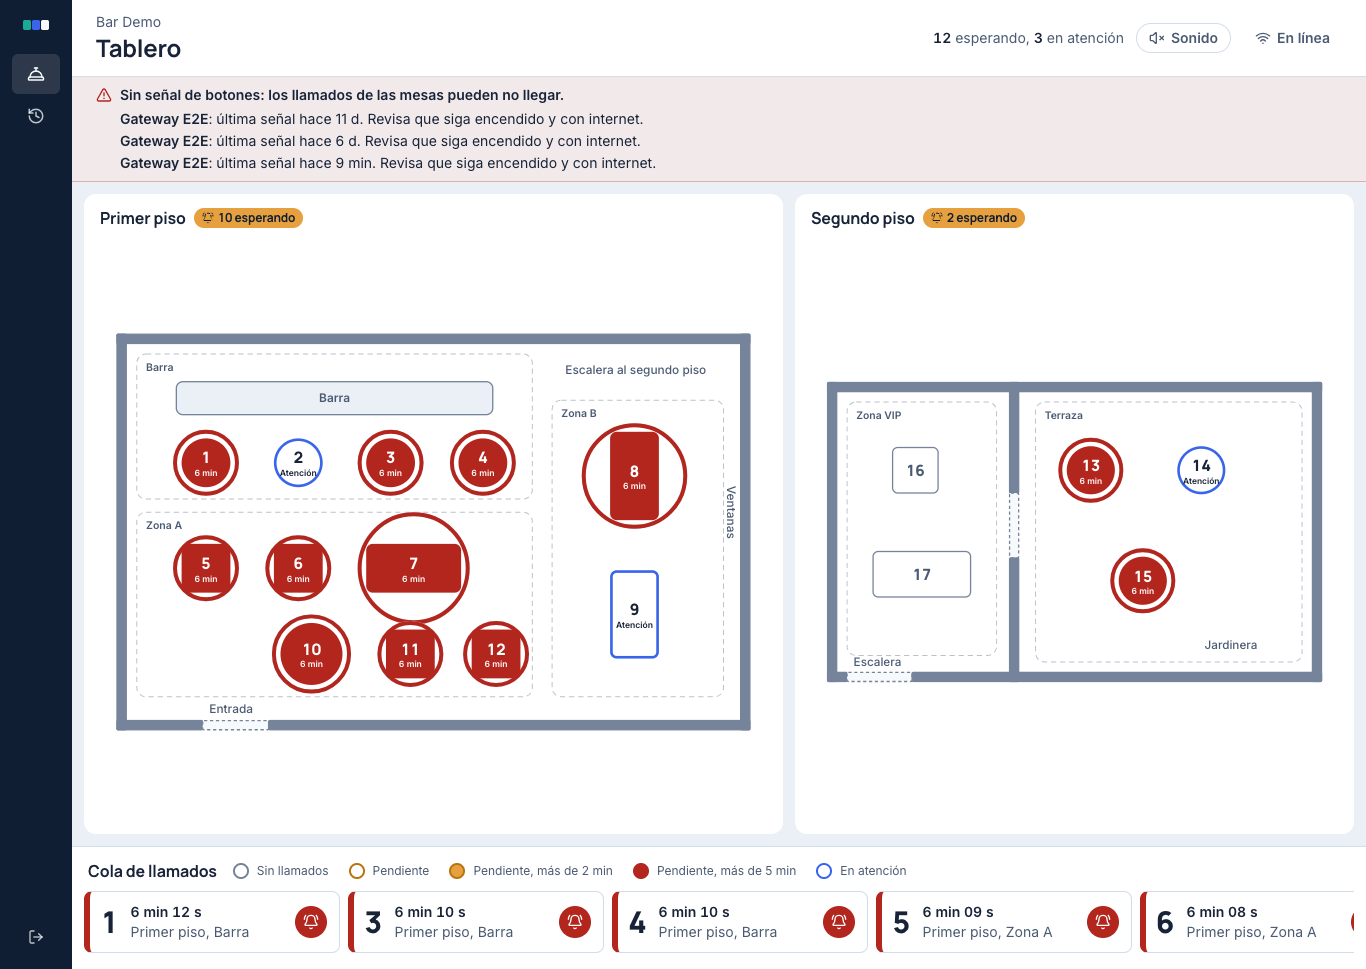 Bar Demo
Tablero
12 esperando, 3 en atención
Sonido
En línea
Sin señal de botones: los llamados de las mesas pueden no llegar.
Gateway E2E: última señal hace 11 d. Revisa que siga encendido y con internet.
Gateway E2E: última señal hace 6 d. Revisa que siga encendido y con internet.
Gateway E2E: última señal hace 9 min. Revisa que siga encendido y con internet.
Primer piso
10 esperando
Barra
Barra
Escalera al segundo piso
1
6 min
2
Atención
3
6 min
4
6 min
Zona B
8
6 min
Ventanas
Zona A
5
6 min
6
6 min
7
6 min
9
Atención
10
6 min
11
6 min
12
6 min
Entrada
Segundo piso
2 esperando
Zona VIP
16
17
Escalera
Terraza
13
6 min
14
Atención
15
6 min
Jardinera
Cola de llamados
Sin llamados
Pendiente
Pendiente, más de 2 min
Pendiente, más de 5 min
En atención
1
6 min 12 s
Primer piso, Barra
3
6 min 10 s
Primer piso, Barra
4
6 min 10 s
Primer piso, Barra
5
6 min 09 s
Primer piso, Zona A
6
6 min 08 s
Primer piso, Zona A